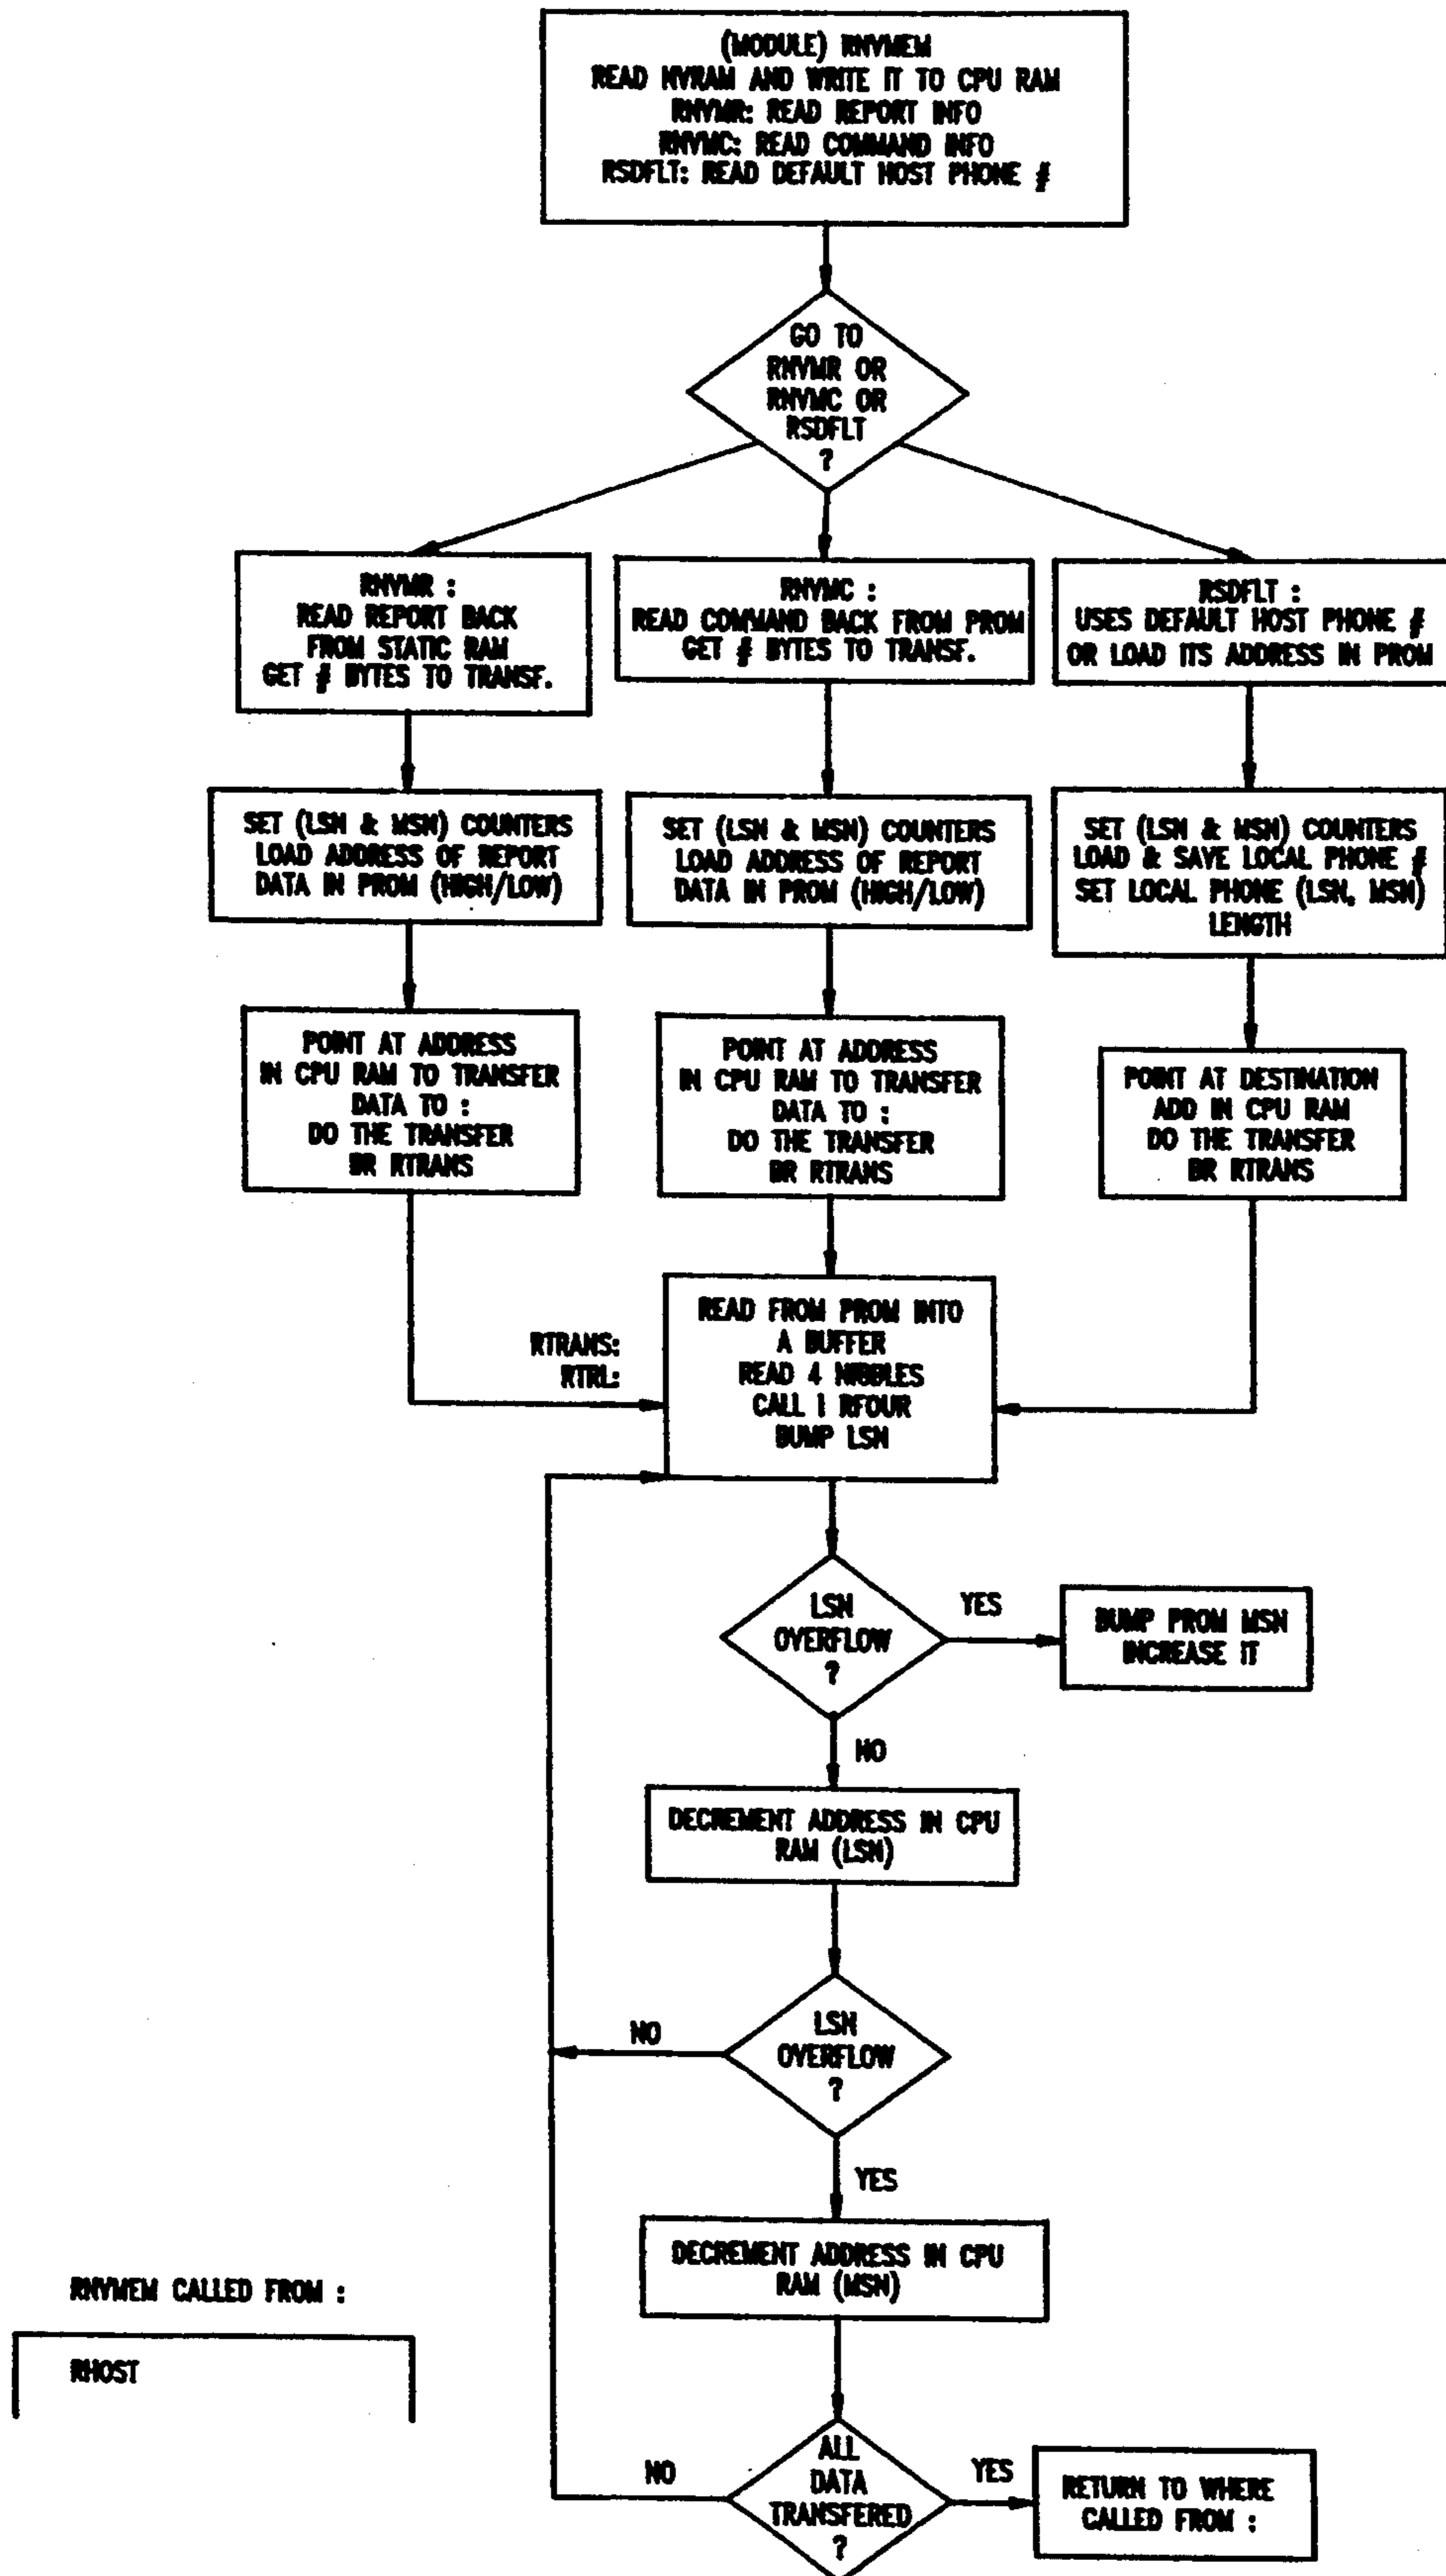 (MODULE) RNVMEM
READ NVRAM AND WRITE IT TO CPU RAM
RNVMR: READ REPORT INFO
RNVMC: READ COMMAND INFO
RSDFLT: READ DEFAULT HOST PHONE #
GO TO
RNVMR OR
RNVMC OR
RSDFLT
?
RNVMR :
READ REPORT BACK
FROM STATIC RAM
GET # BYTES TO TRANSF.
RNVMC :
READ COMMAND BACK FROM PROM
GET # BYTES TO TRANSF.
RSDFLT :
USES DEFAULT HOST PHONE #
OR LOAD ITS ADDRESS IN PROM
SET (LSN & MSN) COUNTERS
LOAD ADDRESS OF REPORT
DATA IN PROM (HIGH/LOW)
SET (LSN & MSN) COUNTERS
LOAD ADDRESS OF REPORT
DATA IN PROM (HIGH/LOW)
SET (LSN & MSN) COUNTERS
LOAD & SAVE LOCAL PHONE #
SET LOCAL PHONE (LSN, MSN)
LENGTH
POINT AT ADDRESS
IN CPU RAM TO TRANSFER
DATA TO :
DO THE TRANSFER
BR RTRANS
POINT AT ADDRESS
IN CPU RAM TO TRANSFER
DATA TO :
DO THE TRANSFER
BR RTRANS
POINT AT DESTINATION
ADD IN CPU RAM
DO THE TRANSFER
BR RTRANS
RTRANS:
RTRL:
READ FROM PROM INTO
A BUFFER
READ 4 NIBBLES
CALL I RFOUR
BUMP LSN
LSN
OVERFLOW
?
YES
BUMP PROM MSN
INCREASE IT
NO
DECREMENT ADDRESS IN CPU
RAM (LSN)
LSN
OVERFLOW
?
NO
YES
DECREMENT ADDRESS IN CPU
RAM (MSN)
RNVMEM CALLED FROM :
RHOST
ALL
DATA
TRANSFERED
?
NO
YES
RETURN TO WHERE
CALLED FROM :